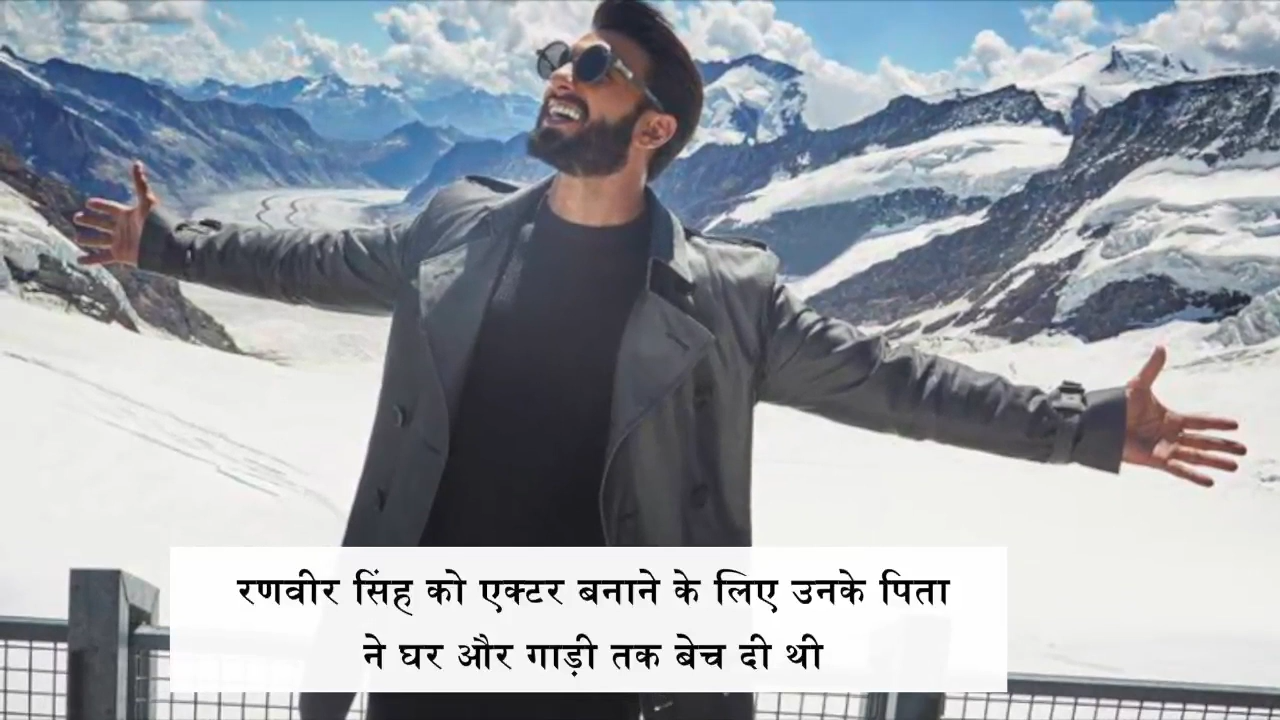 रणवीर सिंह को एक्टर बनाने के लिए उनके पिता
ने घर और गाड़ी तक बेच दी थी